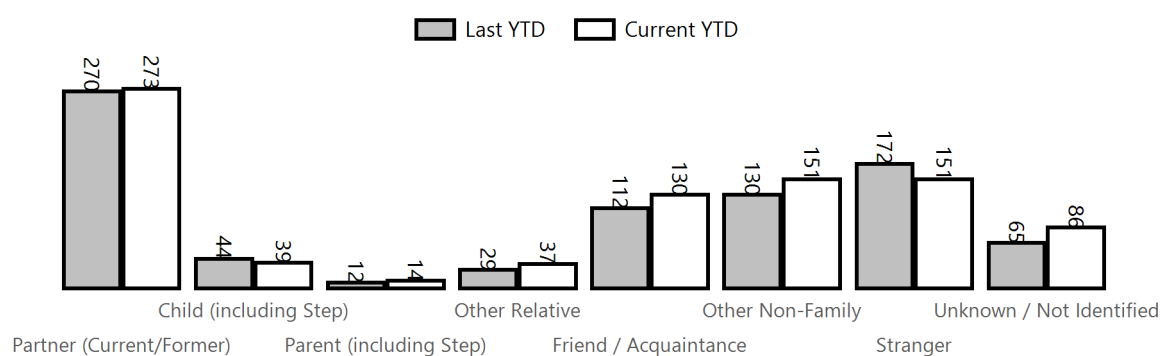 Last YTD Current YTD
270 273 44 39 12 14 29 37 112 130 130 151 172 151 65 86
Child (including Step) Other Relative Other Non-Family Unknown / Not Identified
Partner (Current/Former) Parent (including Step) Friend / Acquaintance Stranger